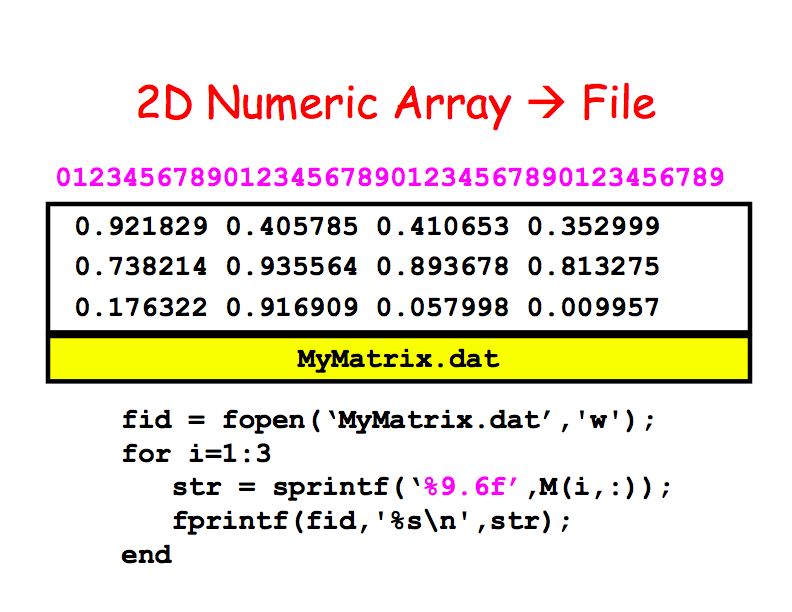 2D Numeric Array → File
0123456789012345678901234567890123456789
0.921829 0.405785 0.410653 0.352999
0.738214 0.935564 0.893678 0.813275
0.176322 0.916909 0.057998 0.009957
MyMatrix.dat
fid = fopen(‘MyMatrix.dat’,'w');
for i=1:3
str = sprintf(‘%9.6f’,M(i,:));
fprintf(fid,'%s\n',str);
end